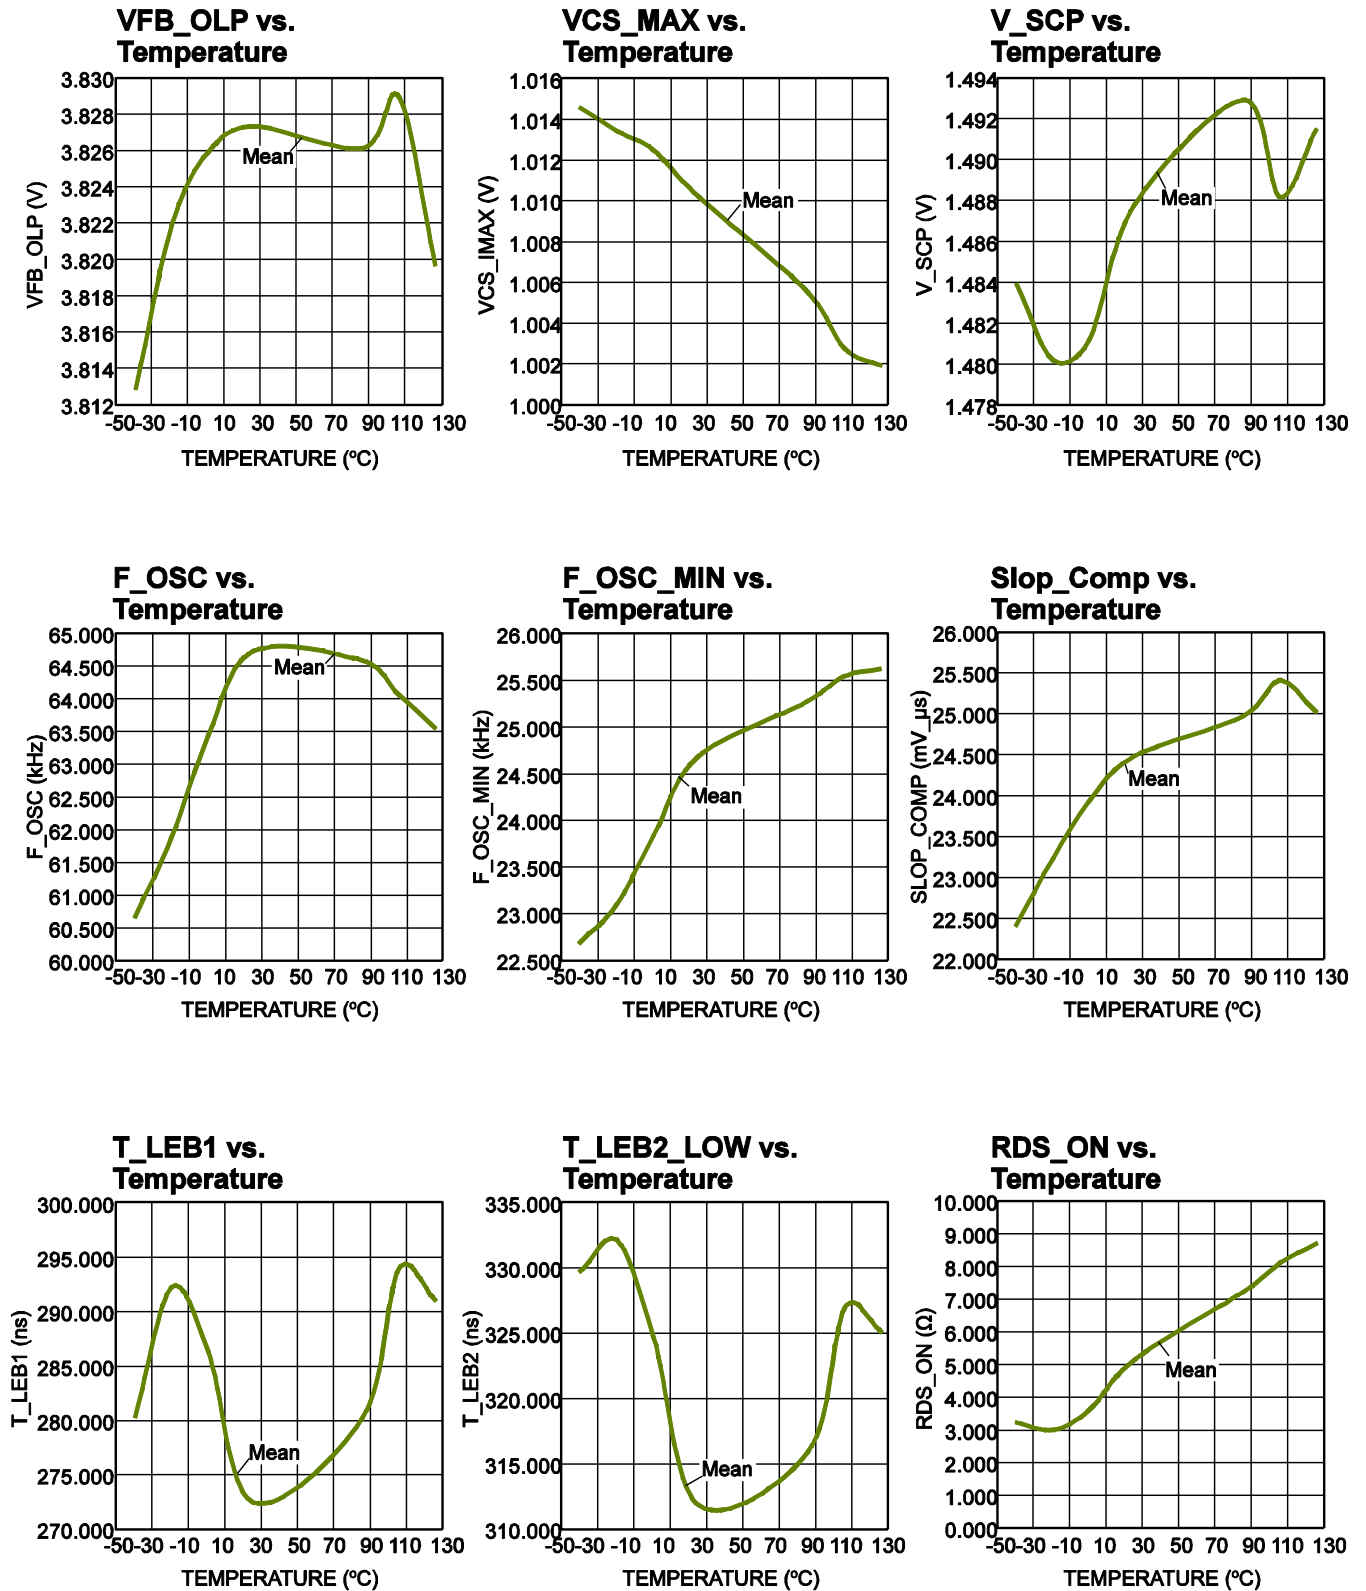 VFB_OLP vs.
Temperature
3.830
3.828
3.826
3.824
3.822
3.820
3.818
3.816
3.814
3.812
VFB_OLP (V)
Mean
-50 -30 -10 10 30 50 70 90 110 130
TEMPERATURE (ºC)
VCS_MAX vs.
Temperature
1.016
1.014
1.012
1.010
1.008
1.006
1.004
1.002
1.000
VCS_IMAX (V)
Mean
-50 -30 -10 10 30 50 70 90 110 130
TEMPERATURE (ºC)
V_SCP vs.
Temperature
1.494
1.492
1.490
1.488
1.486
1.484
1.482
1.480
1.478
V_SCP (V)
Mean
-50 -30 -10 10 30 50 70 90 110 130
TEMPERATURE (ºC)
F_OSC vs.
Temperature
65.000
64.500
64.000
63.500
63.000
62.500
62.000
61.500
61.000
60.500
60.000
F_OSC (kHz)
Mean
-50 -30 -10 10 30 50 70 90 110 130
TEMPERATURE (ºC)
F_OSC_MIN vs.
Temperature
26.000
25.500
25.000
24.500
24.000
23.500
23.000
22.500
F_OSC_MIN (kHz)
Mean
-50 -30 -10 10 30 50 70 90 110 130
TEMPERATURE (ºC)
Slop_Comp vs.
Temperature
26.000
25.500
25.000
24.500
24.000
23.500
23.000
22.500
22.000
SLOP_COMP (mV_µs)
Mean
-50 -30 -10 10 30 50 70 90 110 130
TEMPERATURE (ºC)
T_LEB1 vs.
Temperature
300.000
295.000
290.000
285.000
280.000
275.000
270.000
T_LEB1 (ns)
Mean
-50 -30 -10 10 30 50 70 90 110 130
TEMPERATURE (ºC)
T_LEB2_LOW vs.
Temperature
335.000
330.000
325.000
320.000
315.000
310.000
T_LEB2 (ns)
Mean
-50 -30 -10 10 30 50 70 90 110 130
TEMPERATURE (ºC)
RDS_ON vs.
Temperature
10.000
9.000
8.000
7.000
6.000
5.000
4.000
3.000
2.000
1.000
0.000
RDS_ON (Ω)
Mean
-50 -30 -10 10 30 50 70 90 110 130
TEMPERATURE (ºC)